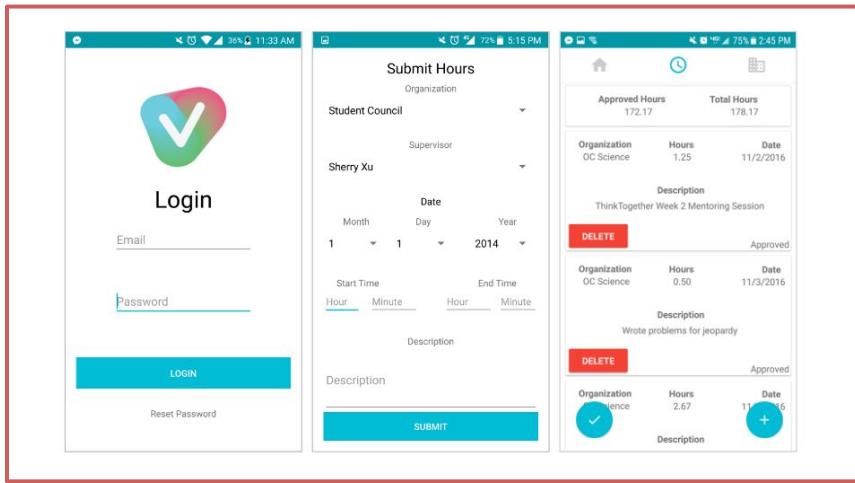 36% 11:33 AM
Login
Email
Password
LOGIN
Reset Password
72% 5:15 PM
Submit Hours
Organization
Student Council
Supervisor
Sherry Xu
Date
Month Day Year
1 1 2014
Start Time End Time
Hour Minute Hour Minute
Description
Description
SUBMIT
75% 2:45 PM
Approved Hours Total Hours
172.17 178.17
Organization Hours Date
OC Science 1.25 11/2/2016
Description
ThinkTogether Week 2 Mentoring Session
DELETE
Approved
Organization Hours Date
OC Science 0.50 11/3/2016
Description
Wrote problems for jeopardy
DELETE
Approved
Organization Hours Date
2.67
Description